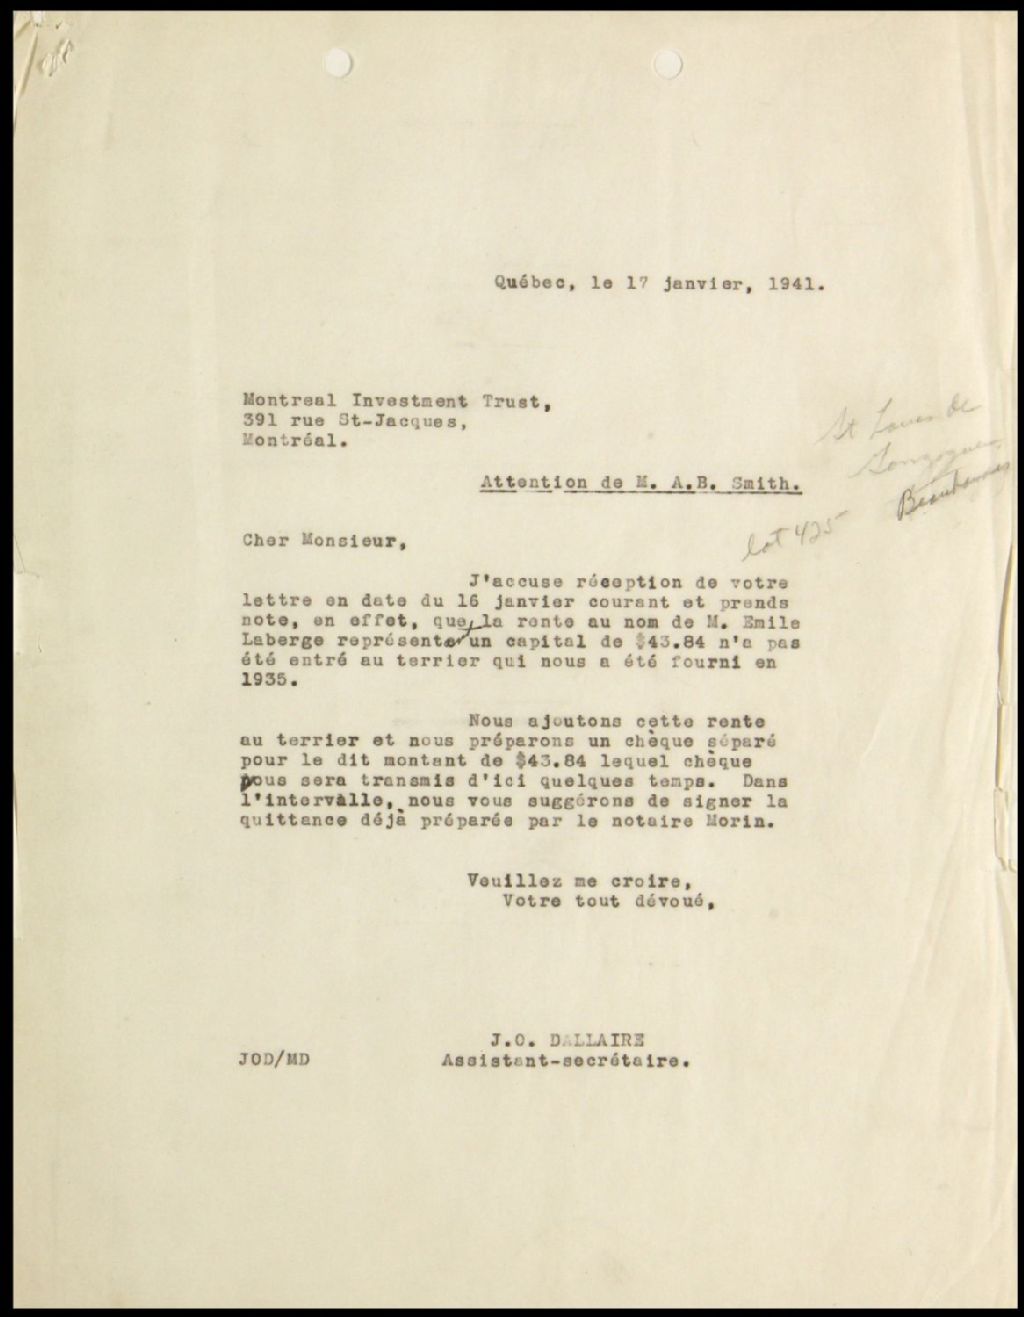 Québec, le 17 janvier, 1941.
Montreal Investment Trust,
391 rue St-Jacques,
Montréal.
St Louis de
Gonzague
Beauharnois
Attention de M. A.B. Smith.
lot 425
Cher Monsieur,
J'accuse réception de votre
lettre en date du 16 janvier courant et prends
note, en effet, que, la rente au nom de M. Emile
Laberge représenter un capital de $43.84 n'a pas
été entré au terrier qui nous a été fourni en
1935.
Nous ajoutons cette rente
au terrier et nous préparons un chèque séparé
pour le dit montant de $43.84 lequel chèque
vous sera transmis d'ici quelques temps. Dans
l'intervalle, nous vous suggérons de signer la
quittance déjà préparée par le notaire Morin.
Veuillez me croire,
Votre tout dévoué,
J.O. DALLAIRE
JOD/MD Assistant-secrétaire.